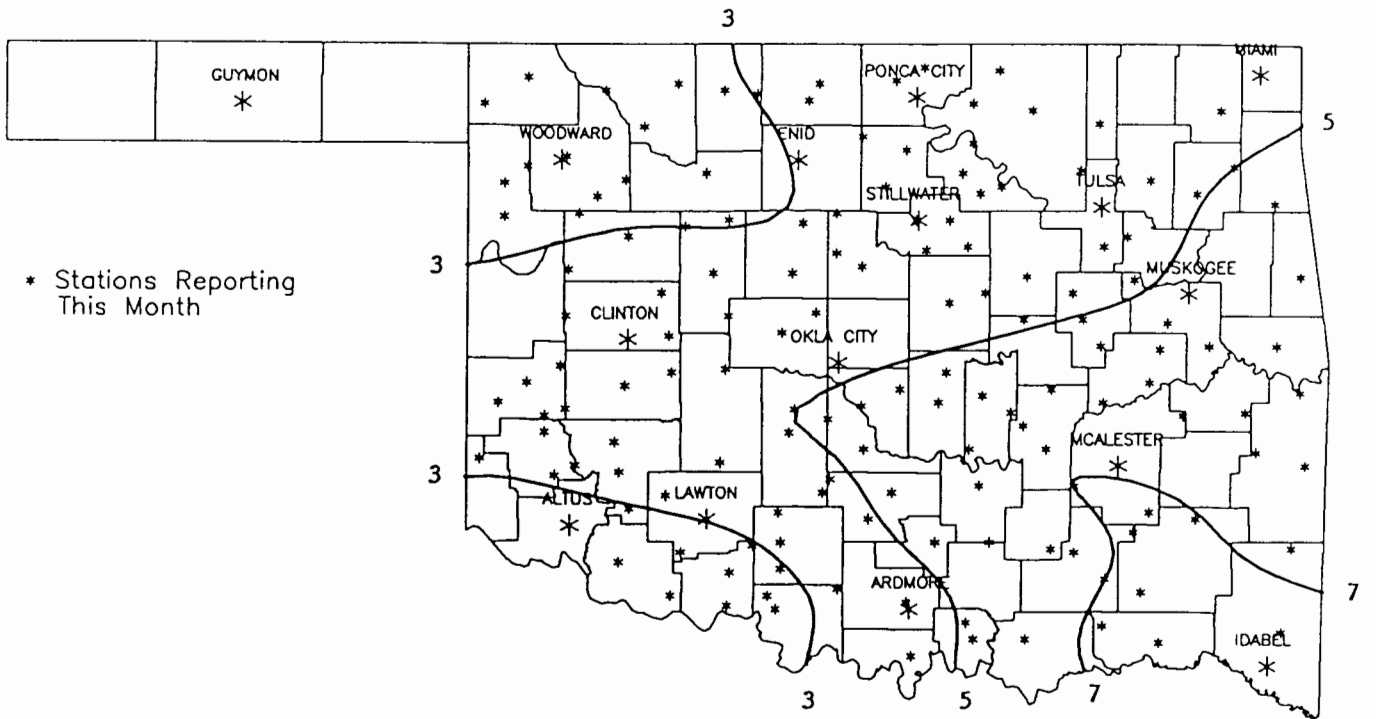 3
GUYMON
PONCA CITY
MIAMI
5
WOODWARD
ENID
TULSA
STILLWATER
3
MUSKOGEE
* Stations Reporting
This Month
CLINTON
OKLA CITY
MCALESTER
3
ALTUS
LAWTON
ARDMORE
7
IDABEL
3
5
7